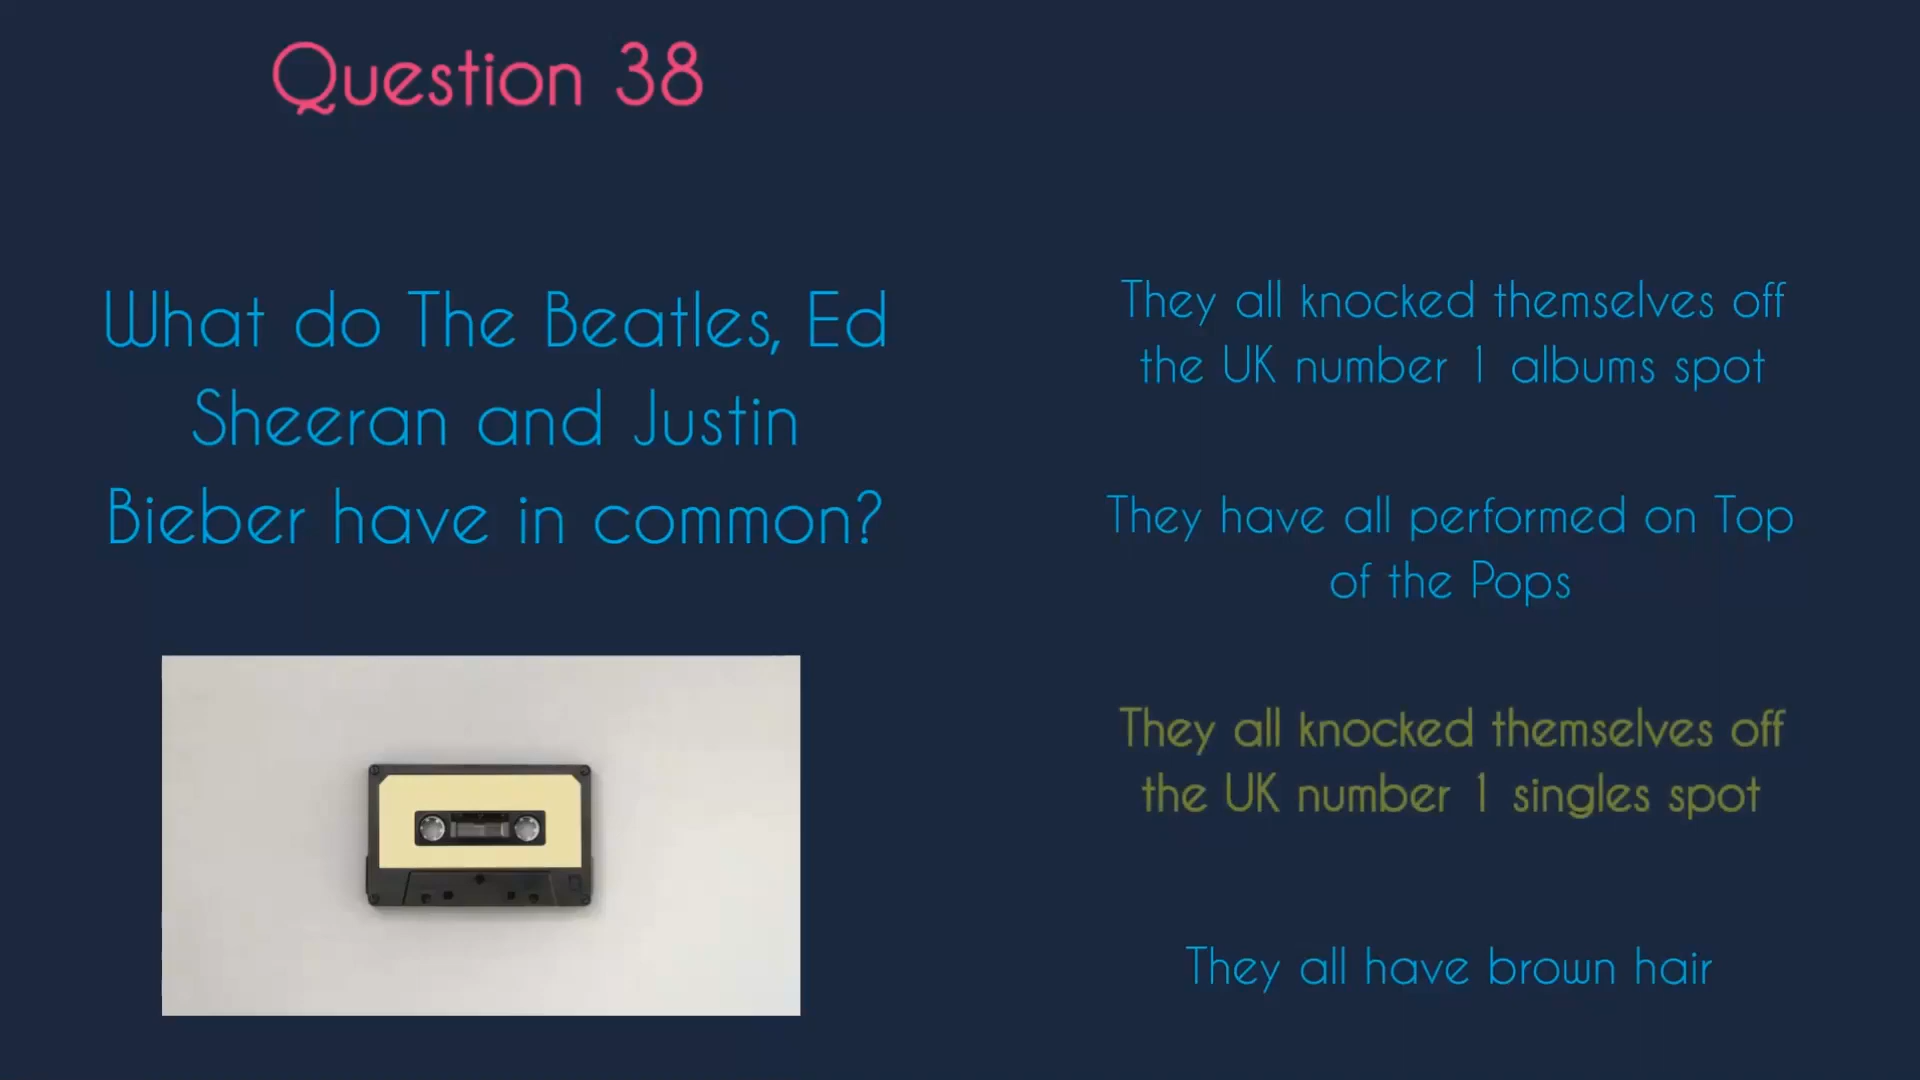 Question 38
What do The Beatles, Ed
Sheeran and Justin
Bieber have in common?
They all knocked themselves off
the UK number 1 albums spot
They have all performed on Top
of the Pops
They all knocked themselves off
the UK number 1 singles spot
They all have brown hair